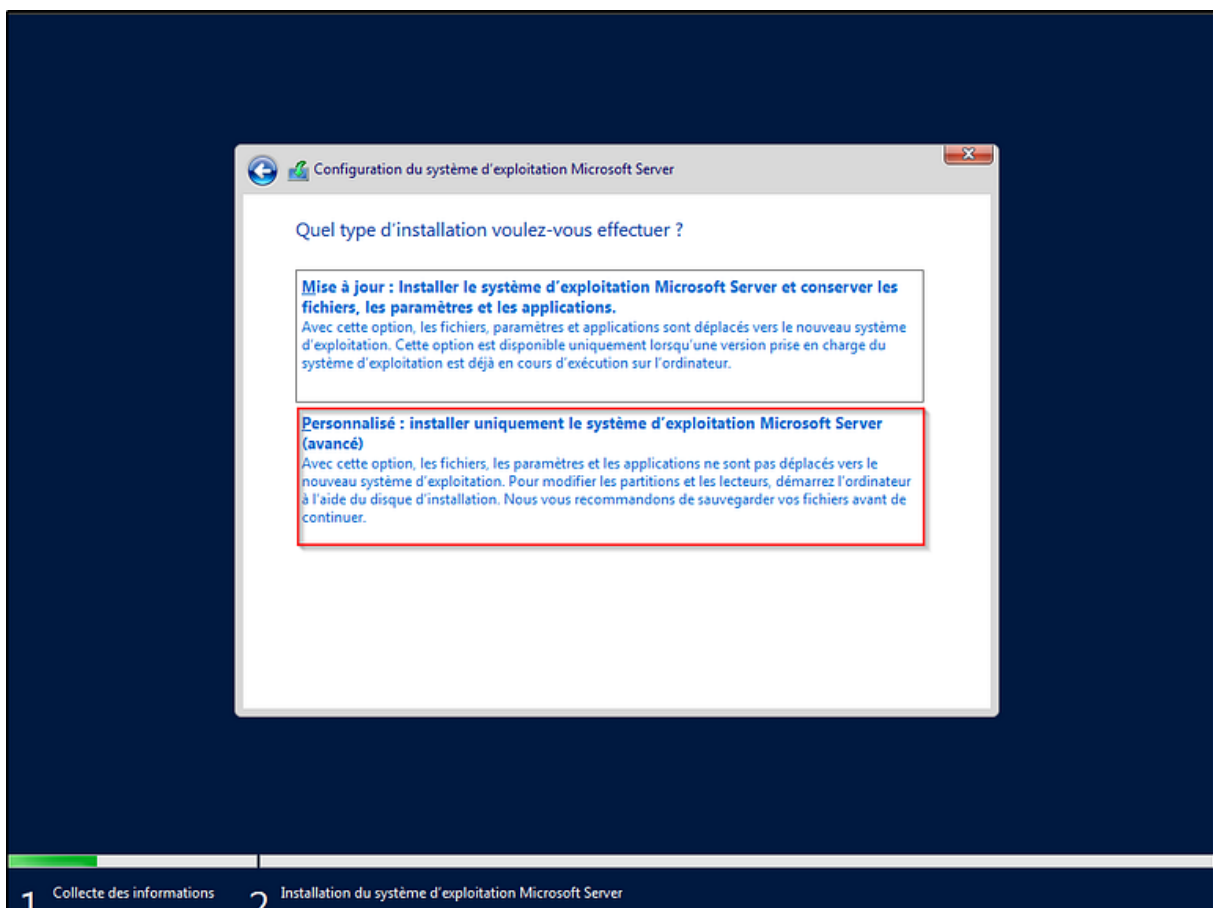 Configuration du système d'exploitation Microsoft Server
Quel type d'installation voulez-vous effectuer ?
Mise à jour : Installer le système d'exploitation Microsoft Server et conserver les
fichiers, les paramètres et les applications.
Avec cette option, les fichiers, paramètres et applications sont déplacés vers le nouveau système
d'exploitation. Cette option est disponible uniquement lorsqu'une version prise en charge du
système d'exploitation est déjà en cours d'exécution sur l'ordinateur.
Personnalisé : installer uniquement le système d'exploitation Microsoft Server
(avancé)
Avec cette option, les fichiers, les paramètres et les applications ne sont pas déplacés vers le
nouveau système d'exploitation. Pour modifier les partitions et les lecteurs, démarrez l'ordinateur
à l'aide du disque d'installation. Nous vous recommandons de sauvegarder vos fichiers avant de
continuer.
1 Collecte des informations
2 Installation du système d'exploitation Microsoft Server